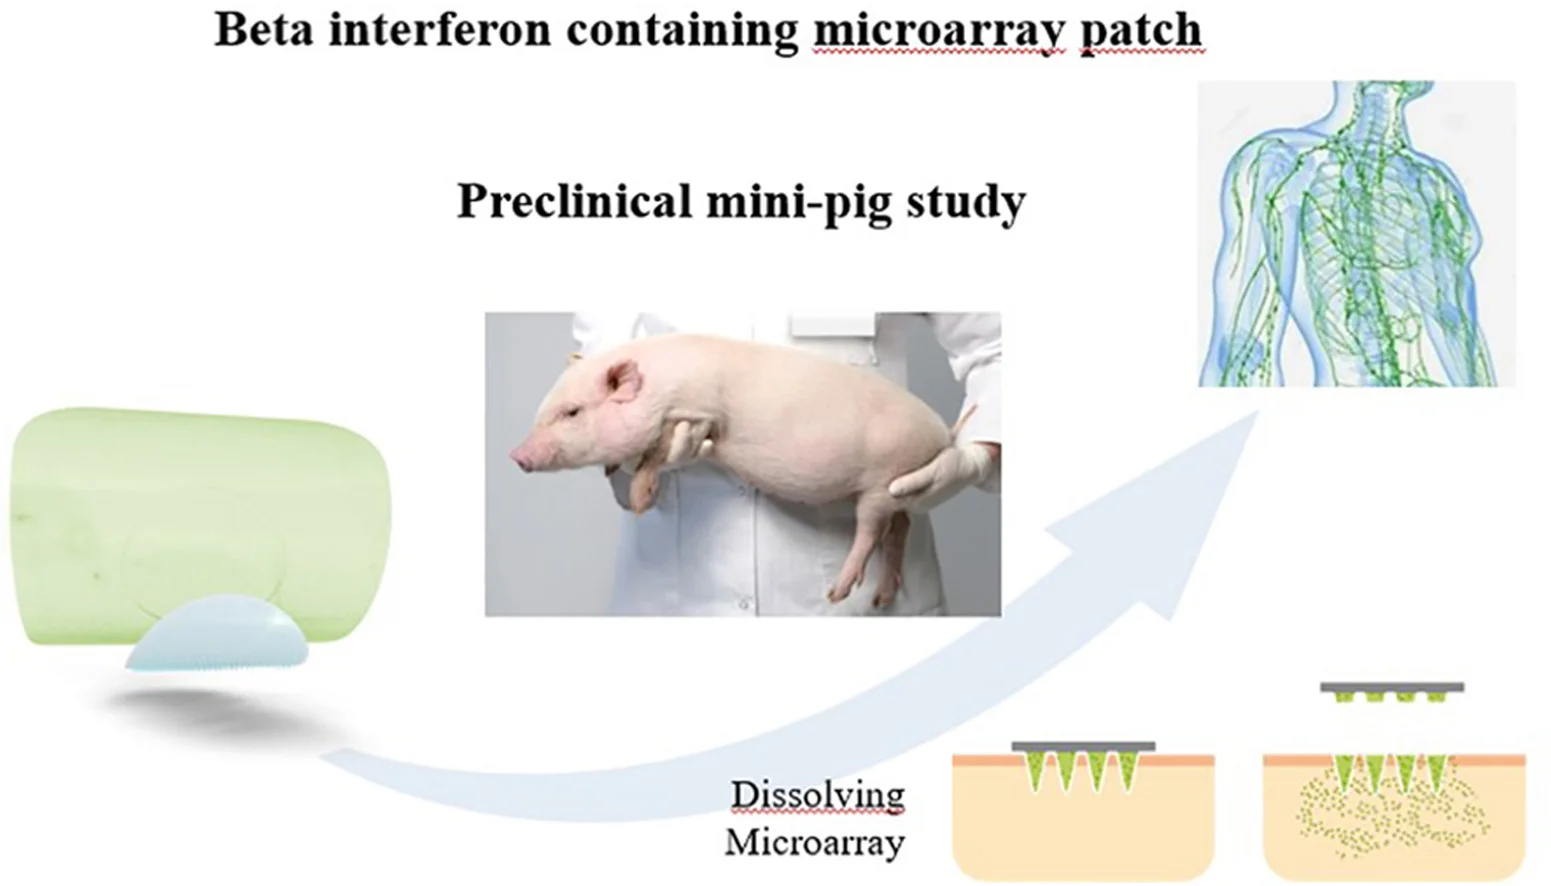 Beta interferon containing microarray patch
Preclinical mini-pig study
Dissolving
Microarray